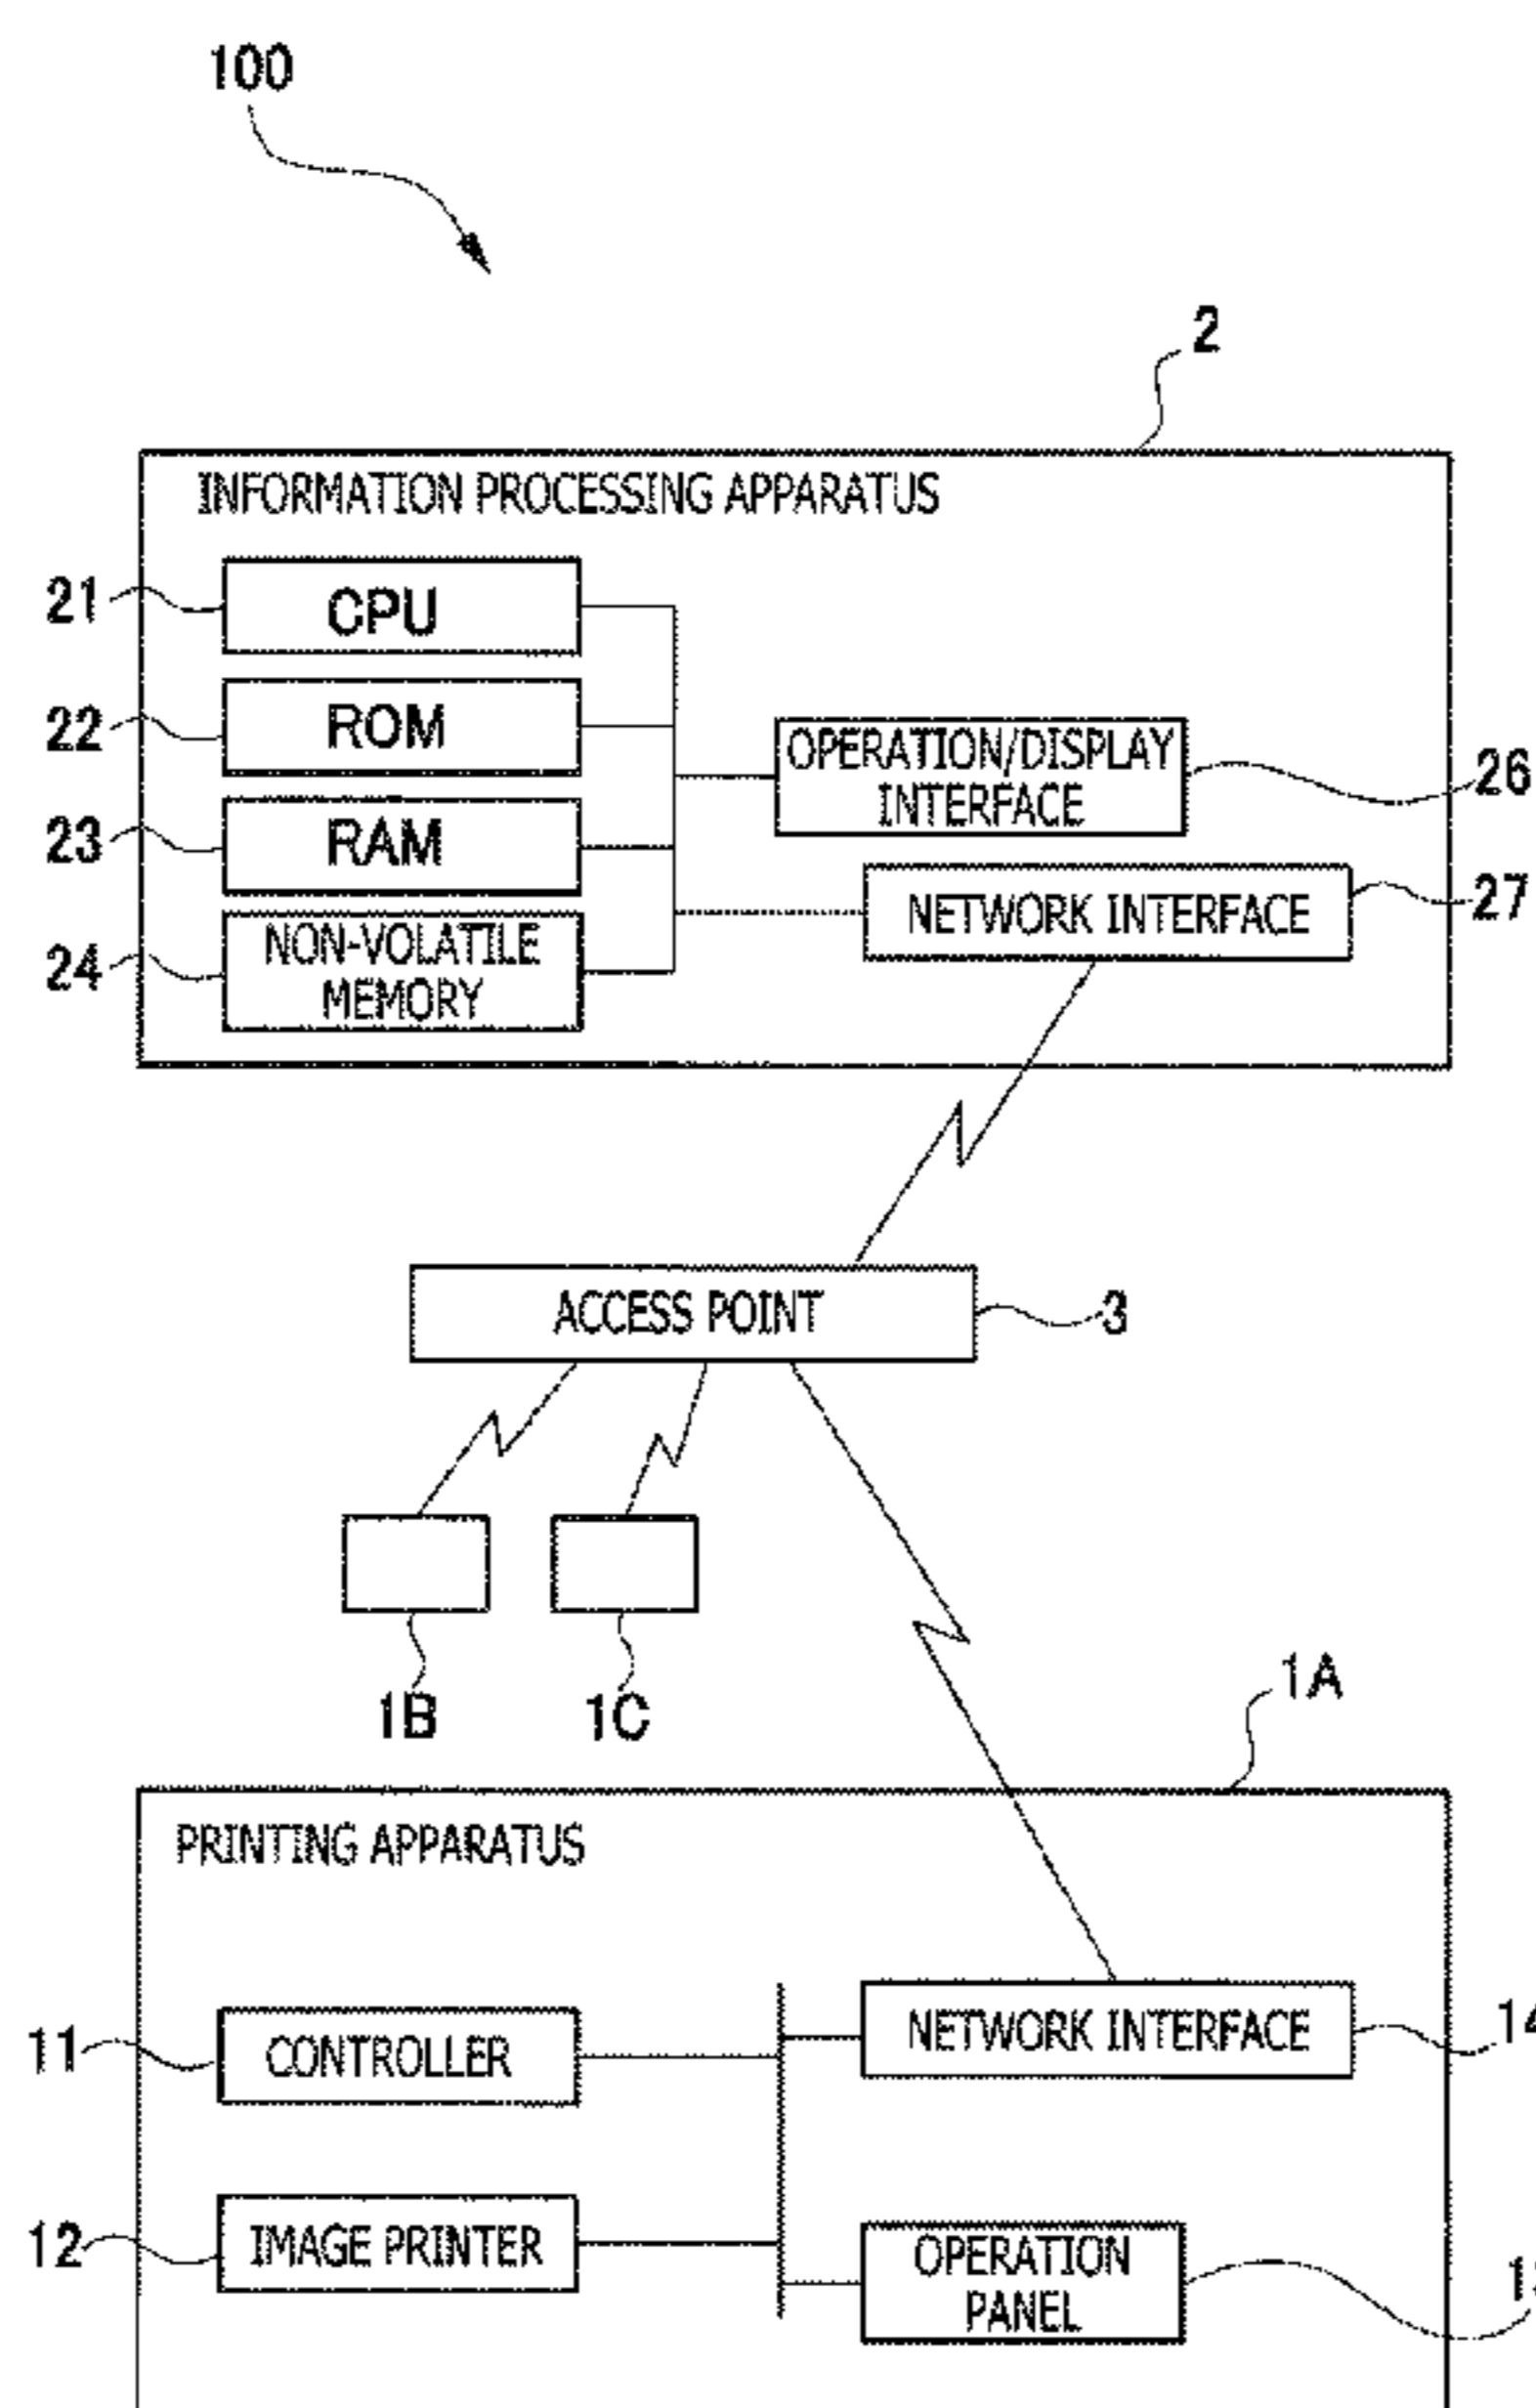 100
2
INFORMATION PROCESSING APPARATUS
21
CPU
22
ROM
OPERATION/DISPLAY
INTERFACE
26
23
RAM
NETWORK INTERFACE
27
24
NON-VOLATILE
MEMORY
ACCESS POINT
3
1B
1C
1A
PRINTING APPARATUS
11
CONTROLLER
NETWORK INTERFACE
14
12
IMAGE PRINTER
OPERATION
PANEL